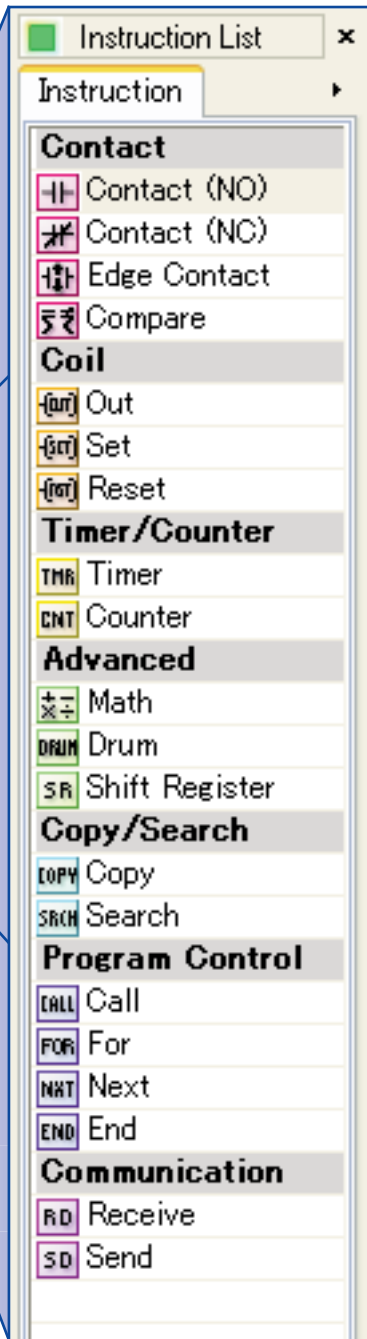 Instruction List
Instruction
Contact
Contact (NO)
Contact (NC)
Edge Contact
Compare
Coil
OUT Out
SET Set
RST Reset
Timer/Counter
TMR Timer
CNT Counter
Advanced
Math
DRUM Drum
SR Shift Register
Copy/Search
COPY Copy
SRCH Search
Program Control
CALL Call
FOR For
NXT Next
END End
Communication
RD Receive
SD Send